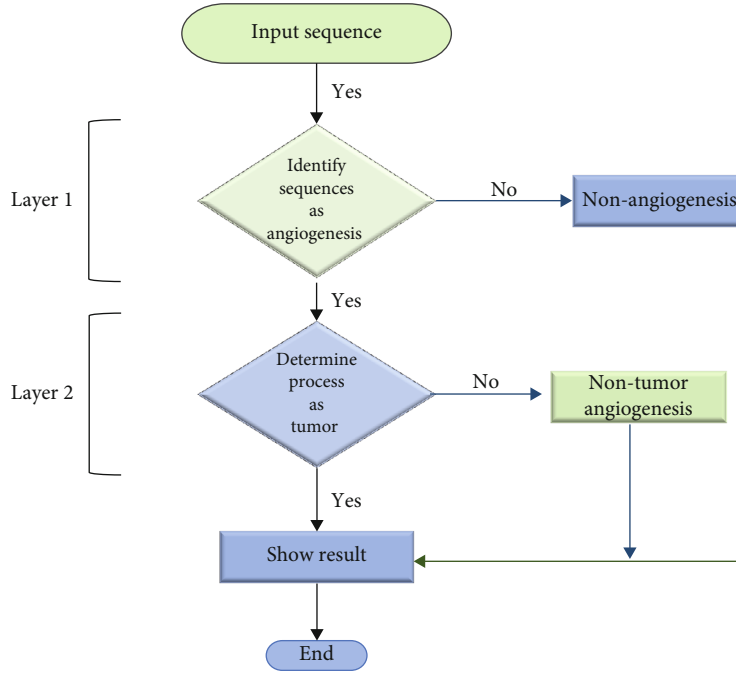 Input sequence
Yes
Layer 1
Identify
sequences
as
angiogenesis
No
Non-angiogenesis
Yes
Layer 2
Determine
process
as
tumor
No
Non-tumor
angiogenesis
Yes
Show result
End